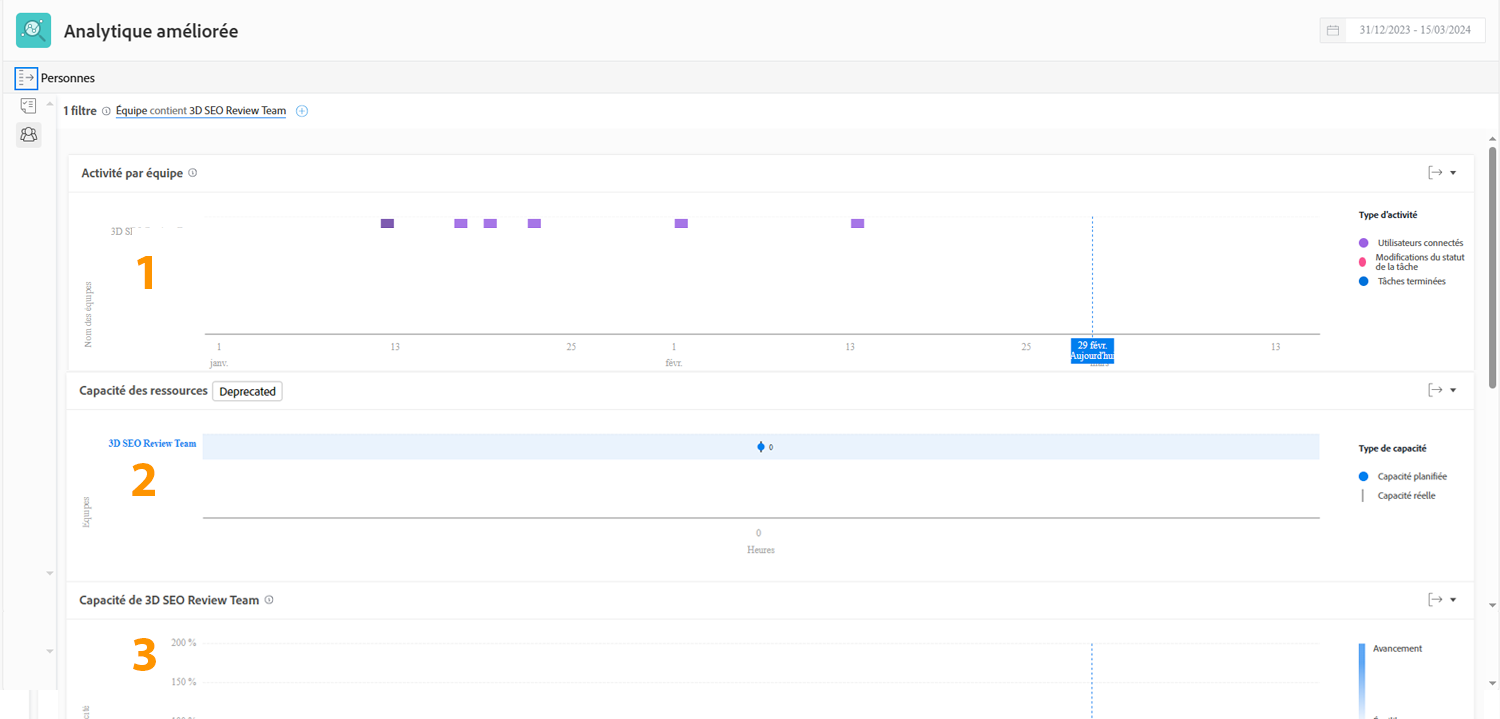 Analytique améliorée
31/12/2023 - 15/03/2024
Personnes
1 filtre Équipe contient 3D SEO Review Team
Activité par équipe
Type d'activité
Utilisateurs connectés
Modifications du statut
de la tâche
Tâches terminées
1
Nom des équipes
1 13 25 1 13 25 29 févr. 13
janv. févr. Aujourd'hui
Capacité des ressources Deprecated
3D SEO Review Team
0
2
Équipes
0
Heures
Type de capacité
Capacité planifiée
Capacité réelle
Capacité de 3D SEO Review Team
3
200 %
150 %
Avancement